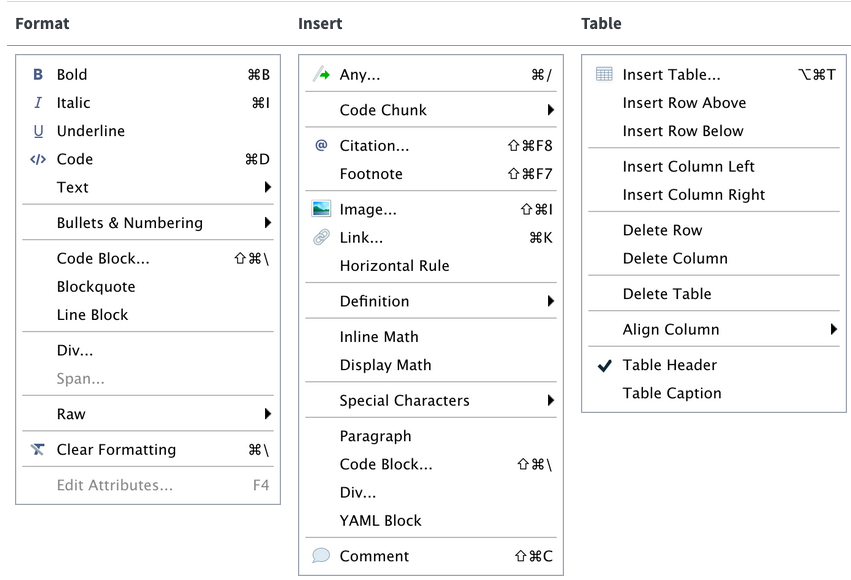 Format
B Bold ⌘B
I Italic ⌘I
U Underline
</> Code ⌘D
Text
Bullets & Numbering
Code Block... ⇧⌘\
Blockquote
Line Block
Div...
Span...
Raw
Clear Formatting ⌘\
Edit Attributes... F4
Insert
Any... ⌘/
Code Chunk
@ Citation... ⇧⌘F8
Footnote ⇧⌘F7
Image... ⇧⌘I
Link... ⌘K
Horizontal Rule
Definition
Inline Math
Display Math
Special Characters
Paragraph
Code Block... ⇧⌘\
Div...
YAML Block
Comment ⇧⌘C
Table
Insert Table... ⌥⌘T
Insert Row Above
Insert Row Below
Insert Column Left
Insert Column Right
Delete Row
Delete Column
Delete Table
Align Column
Table Header
Table Caption